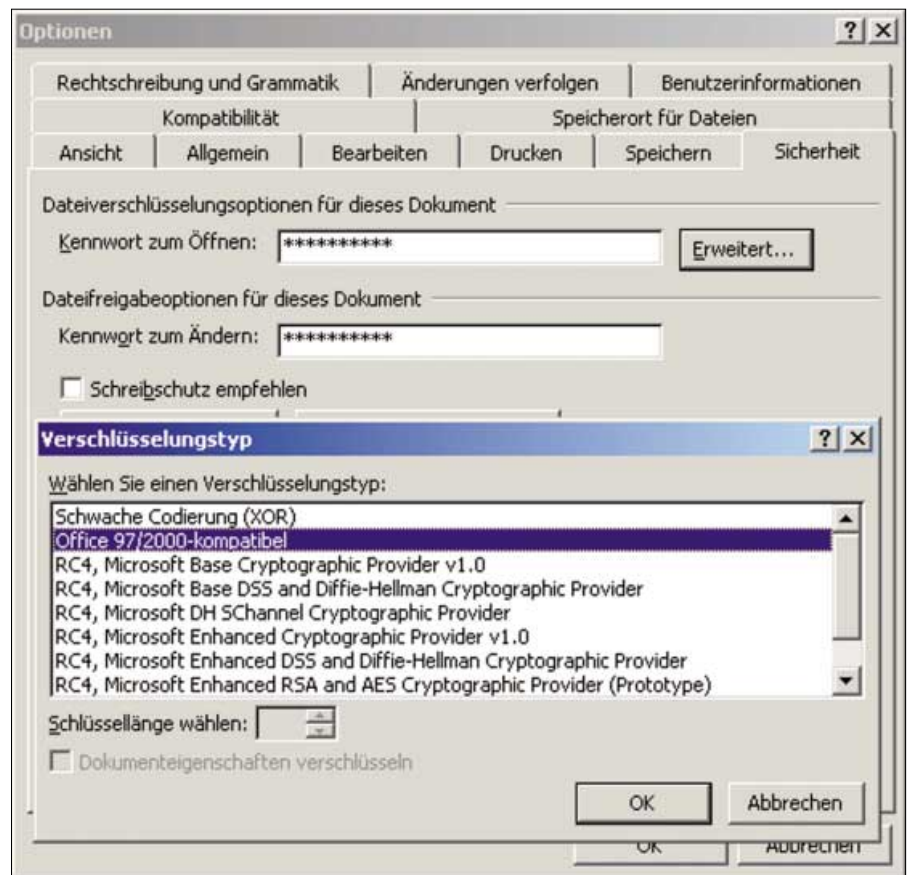 Optionen
Rechtschreibung und Grammatik Änderungen verfolgen Benutzerinformationen
Kompatibilität Speicherort für Dateien
Ansicht Allgemein Bearbeiten Drucken Speichern Sicherheit
Dateiverschlüsselungsoptionen für dieses Dokument
Kennwort zum Öffnen: ********** Erweitert...
Dateifreigabeoptionen für dieses Dokument
Kennwort zum Ändern: **********
Schreibschutz empfehlen
Verschlüsselungstyp
Wählen Sie einen Verschlüsselungstyp:
Schwache Codierung (XOR)
Office 97/2000-kompatibel
RC4, Microsoft Base Cryptographic Provider v1.0
RC4, Microsoft Base DSS and Diffie-Hellman Cryptographic Provider
RC4, Microsoft DH SChannel Cryptographic Provider
RC4, Microsoft Enhanced Cryptographic Provider v1.0
RC4, Microsoft Enhanced DSS and Diffie-Hellman Cryptographic Provider
RC4, Microsoft Enhanced RSA and AES Cryptographic Provider (Prototype)
Schlüssellänge wählen:
Dokumenteigenschaften verschlüsseln
OK Abbrechen
OK Abbrechen